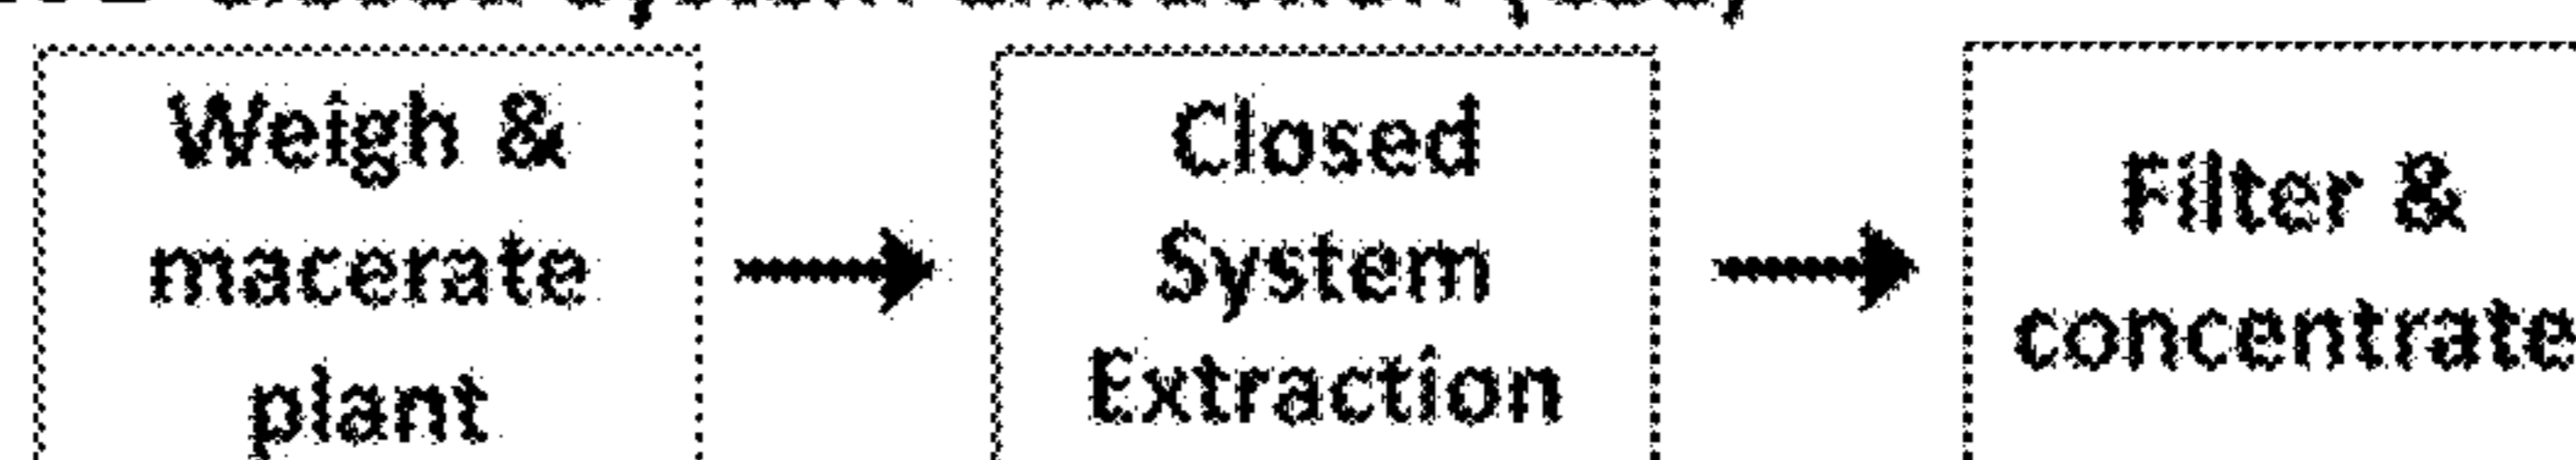 Weigh &
macerate
plant
Closed
System
Extraction
Filter &
concentrate